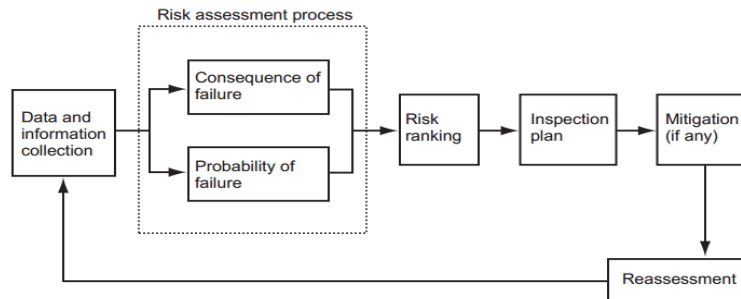 Risk assessment process
Data and
information
collection
Consequence of
failure
Probability of
failure
Risk
ranking
Inspection
plan
Mitigation
(if any)
Reassessment